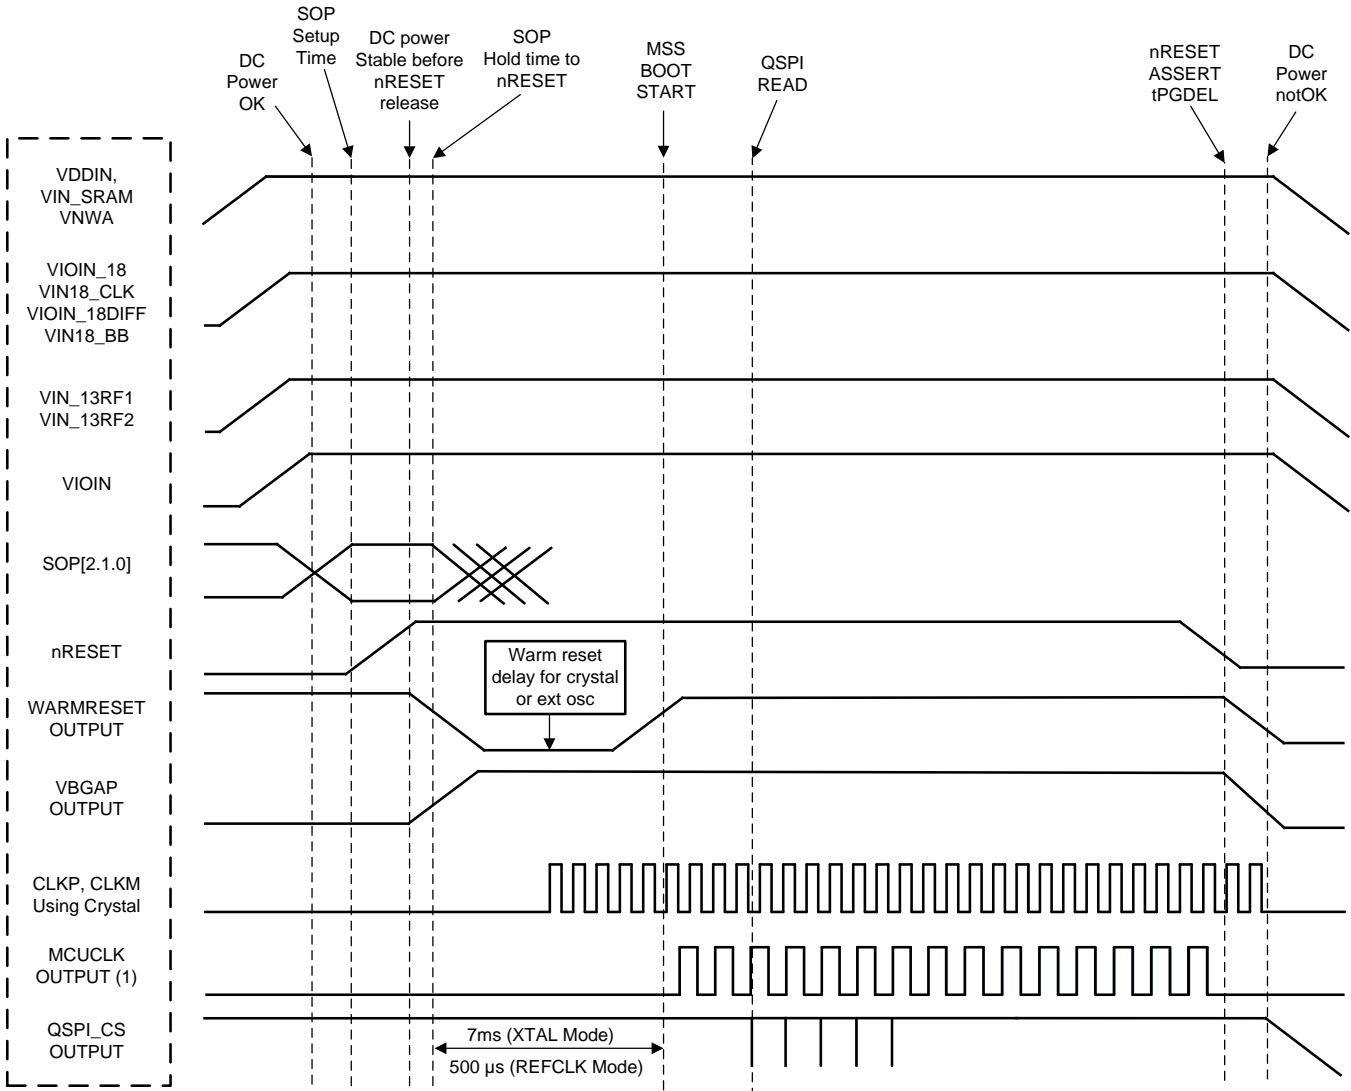 DC
Power
OK
SOP
Setup
Time
DC power
Stable before
nRESET
release
SOP
Hold time to
nRESET
MSS
BOOT
START
QSPI
READ
nRESET
ASSERT
tPGDEL
DC
Power
notOK
VDDIN,
VIN_SRAM
VNWA
VIOIN_18
VIN18_CLK
VIOIN_18DIFF
VIN18_BB
VIN_13RF1
VIN_13RF2
VIOIN
SOP[2.1.0]
nRESET
Warm reset
delay for crystal
or ext osc
WARMRESET
OUTPUT
VBGAP
OUTPUT
CLKP, CLKM
Using Crystal
MCUCLK
OUTPUT (1)
QSPI_CS
OUTPUT
7ms (XTAL Mode)
500 µs (REFCLK Mode)